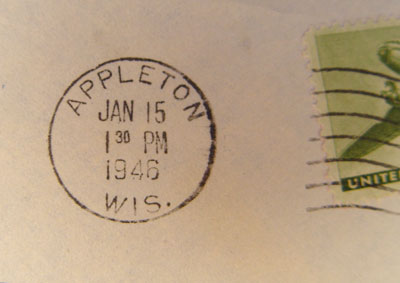 APPLETON
JAN 15
1 30 PM
1946
WIS.
UNITE